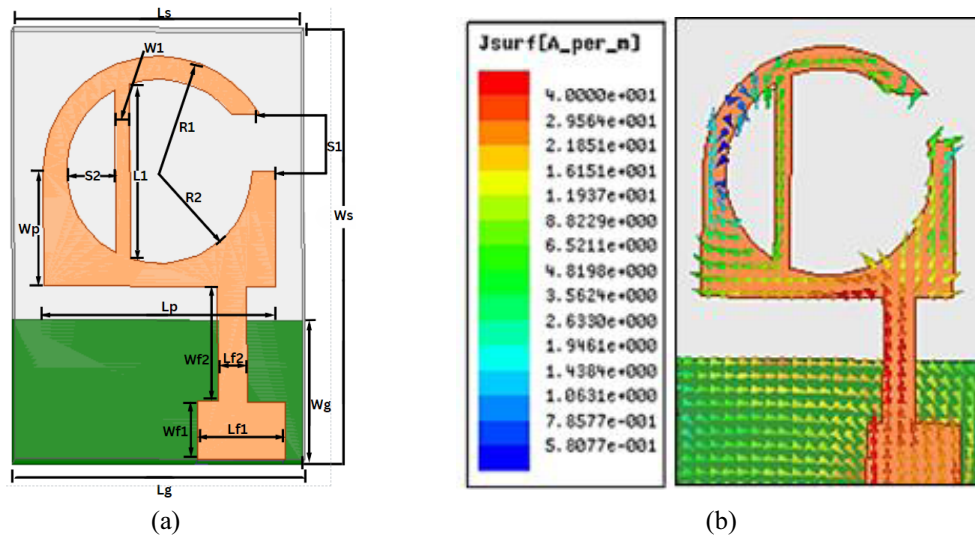 Ls
W1
R1
S1
S2
L1
R2
Ws
Wp
Lp
Wf2
Lf2
Wg
Wf1
Lf1
Lg
(a)
Jsurf[A_per_m]
4.0000e+001
2.9564e+001
2.1851e+001
1.6151e+001
1.1937e+001
8.8229e+000
6.5211e+000
4.8198e+000
3.5624e+000
2.6330e+000
1.9461e+000
1.4384e+000
1.0631e+000
7.8577e-001
5.8077e-001
(b)